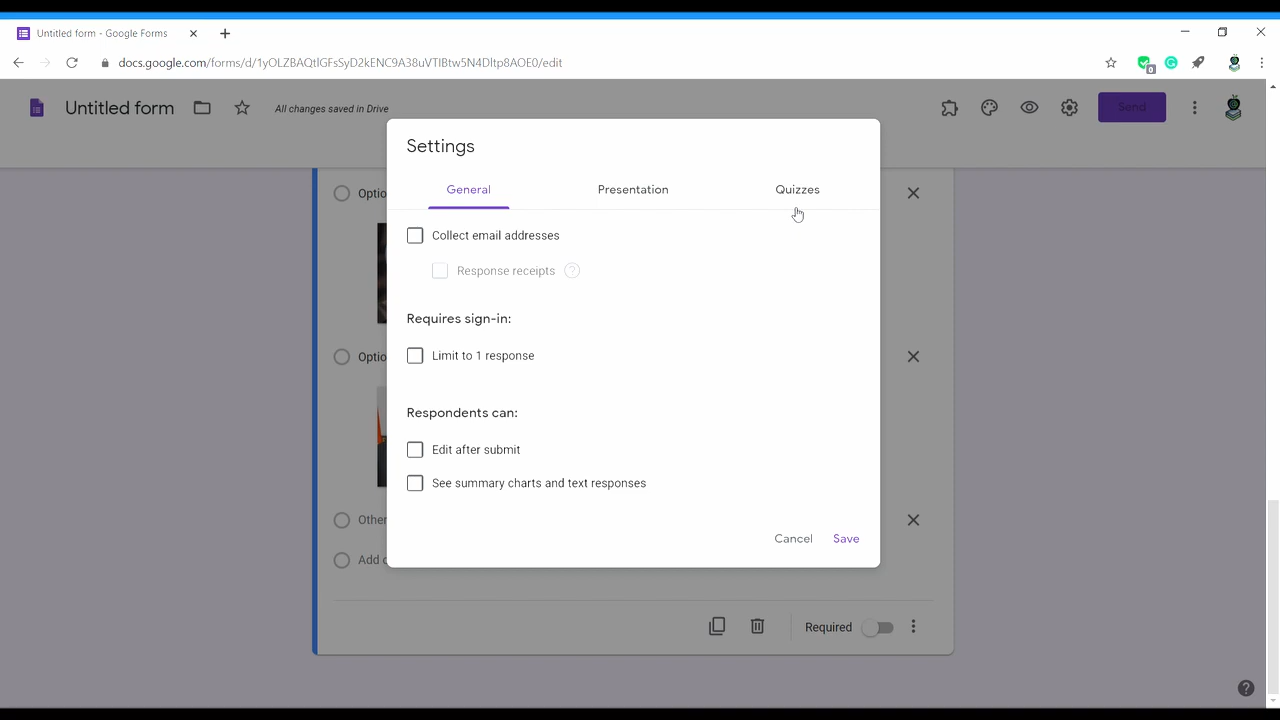 Untitled form - Google Forms
docs.google.com/forms/d/1yOLZBAQtlGFsSyD2kENC9A38uVTlBtw5N4Dltp8AOE0/edit
0
Untitled form
All changes saved in Drive
Send
Settings
General Presentation Quizzes
Optio
Collect email addresses
Response receipts ?
Requires sign-in:
Optio
Limit to 1 response
Respondents can:
Edit after submit
See summary charts and text responses
Other
Cancel Save
Add o
Required
?